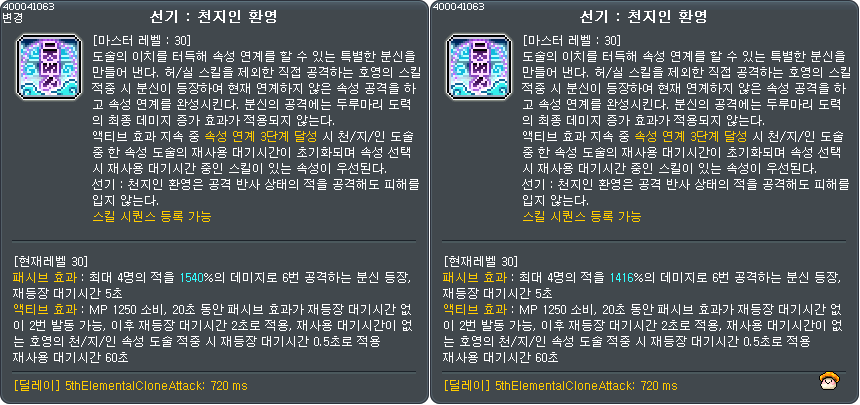 400041063
변경
선기 : 천지인 환영
[마스터 레벨 : 30]
도술의 이치를 터득해 속성 연계를 할 수 있는 특별한 분신을
만들어 낸다. 허/실 스킬을 제외한 직접 공격하는 호영의 스킬
적중 시 분신이 등장하여 현재 연계하지 않은 속성 공격을 하
고 속성 연계를 완성시킨다. 분신의 공격에는 두루마리 도력
의 최종 데미지 증가 효과가 적용되지 않는다.
액티브 효과 지속 중 속성 연계 3단계 달성 시 천/지/인 도술
중 한 속성 도술의 재사용 대기시간이 초기화되며 속성 선택
시 재사용 대기시간 중인 스킬이 있는 속성이 우선된다.
선기 : 천지인 환영은 공격 반사 상태의 적을 공격해도 피해를
입지 않는다.
스킬 시퀀스 등록 가능
[현재레벨 30]
패시브 효과 : 최대 4명의 적을 1540%의 데미지로 6번 공격하는 분신 등장,
재등장 대기시간 5초
액티브 효과 : MP 1250 소비, 20초 동안 패시브 효과가 재등장 대기시간 없
이 2번 발동 가능, 이후 재등장 대기시간 2초로 적용, 재사용 대기시간이 없
는 호영의 천/지/인 속성 도술 적중 시 재등장 대기시간 0.5초로 적용
재사용 대기시간 60초
[딜레이] 5thElementalCloneAttack: 720 ms
400041063
선기 : 천지인 환영
[마스터 레벨 : 30]
도술의 이치를 터득해 속성 연계를 할 수 있는 특별한 분신을
만들어 낸다. 허/실 스킬을 제외한 직접 공격하는 호영의 스킬
적중 시 분신이 등장하여 현재 연계하지 않은 속성 공격을 하
고 속성 연계를 완성시킨다. 분신의 공격에는 두루마리 도력
의 최종 데미지 증가 효과가 적용되지 않는다.
액티브 효과 지속 중 속성 연계 3단계 달성 시 천/지/인 도술
중 한 속성 도술의 재사용 대기시간이 초기화되며 속성 선택
시 재사용 대기시간 중인 스킬이 있는 속성이 우선된다.
선기 : 천지인 환영은 공격 반사 상태의 적을 공격해도 피해를
입지 않는다.
스킬 시퀀스 등록 가능
[현재레벨 30]
패시브 효과 : 최대 4명의 적을 1416%의 데미지로 6번 공격하는 분신 등장,
재등장 대기시간 5초
액티브 효과 : MP 1250 소비, 20초 동안 패시브 효과가 재등장 대기시간 없
이 2번 발동 가능, 이후 재등장 대기시간 2초로 적용, 재사용 대기시간이 없
는 호영의 천/지/인 속성 도술 적중 시 재등장 대기시간 0.5초로 적용
재사용 대기시간 60초
[딜레이] 5thElementalCloneAttack: 720 ms